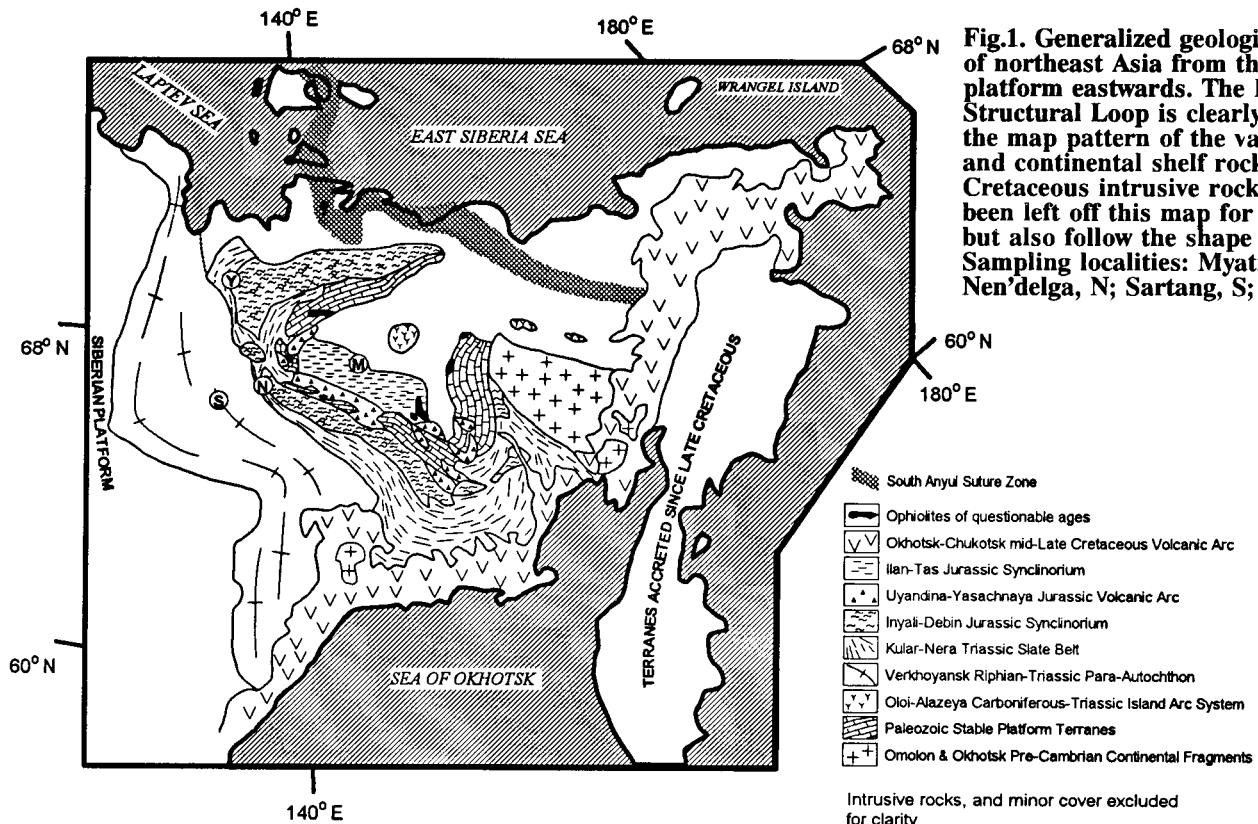 140° E
180° E
68° N
LAPTEV SEA
WRANGEL ISLAND
EAST SIBERIA SEA
Fig.1. Generalized geologi
of northeast Asia from th
platform eastwards. The
Structural Loop is clearly
the map pattern of the va
and continental shelf rock
Cretaceous intrusive rock
been left off this map for
but also follow the shape
Sampling localities: Myat
Nen'delga, N; Sartang, S;
Y
68° N
M
N
S
SIBERIAN PLATFORM
60° N
180° E
TERRANES ACCRETED SINCE LATE CRETACEOUS
60° N
SEA OF OKHOTSK
140° E
South Anyui Suture Zone
Ophiolites of questionable ages
Okhotsk-Chukotsk mid-Late Cretaceous Volcanic Arc
Ilan-Tas Jurassic Synclinorium
Uyandina-Yasachnaya Jurassic Volcanic Arc
Inyali-Debin Jurassic Synclinorium
Kular-Nera Triassic Slate Belt
Verkhoyansk Riphian-Triassic Para-Autochthon
Oloi-Alazeya Carboniferous-Triassic Island Arc System
Paleozoic Stable Platform Terranes
Omolon & Okhotsk Pre-Cambrian Continental Fragments
Intrusive rocks, and minor cover excluded
for clarity